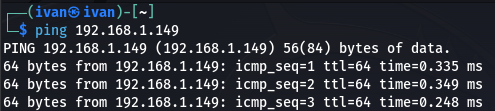 ┌──(ivan㉿ivan)-[~]
└─$ ping 192.168.1.149
PING 192.168.1.149 (192.168.1.149) 56(84) bytes of data.
64 bytes from 192.168.1.149: icmp_seq=1 ttl=64 time=0.335 ms
64 bytes from 192.168.1.149: icmp_seq=2 ttl=64 time=0.349 ms
64 bytes from 192.168.1.149: icmp_seq=3 ttl=64 time=0.248 ms